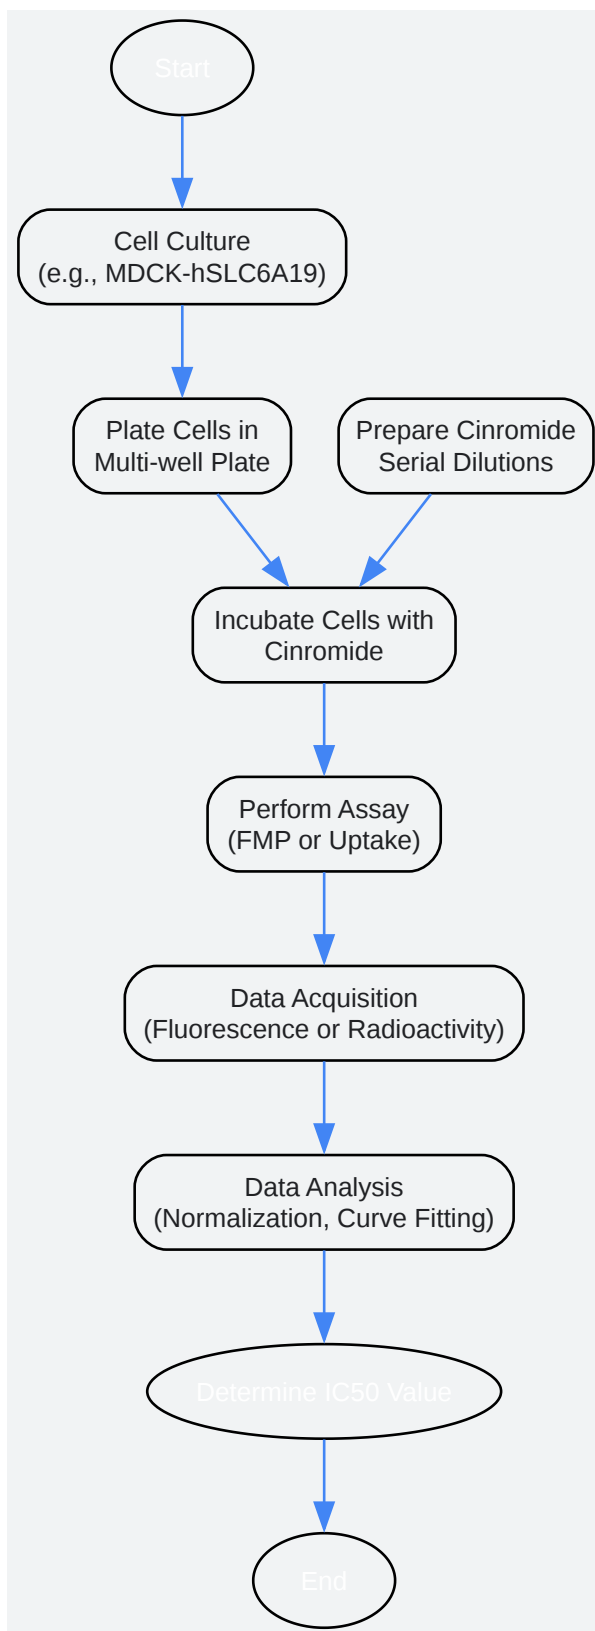 Start
Cell Culture
(e.g., MDCK-hSLC6A19)
Plate Cells in
Multi-well Plate
Prepare Cinromide
Serial Dilutions
Incubate Cells with
Cinromide
Perform Assay
(FMP or Uptake)
Data Acquisition
(Fluorescence or Radioactivity)
Data Analysis
(Normalization, Curve Fitting)
Determine IC50 Value
End